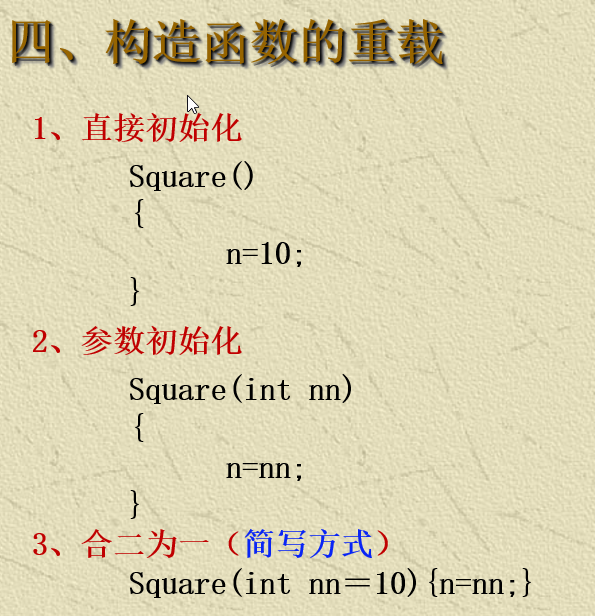 四、构造函数的重载
1、直接初始化
Square()
{
n=10;
}
2、参数初始化
Square(int nn)
{
n=nn;
}
3、合二为一（简写方式）
Square(int nn＝10){n=nn;}